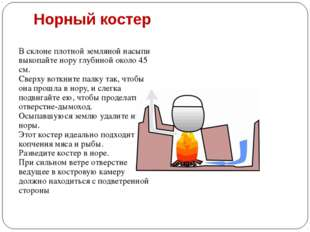 Норный костер
В склоне плотной земляной насыпи
выкопайте нору глубиной около 45
см.
Сверху воткните палку так, чтобы
она прошла в нору, и слегка
подвигайте ею, чтобы проделат
отверстие-дымоход.
Осыпавшуюся землю удалите и
норы.
Этот костер идеально подходит
копчения мяса и рыбы.
Разведите костер в норе.
При сильном ветре отверстие
ведущее в костровую камеру
должно находиться с подветренной
стороны